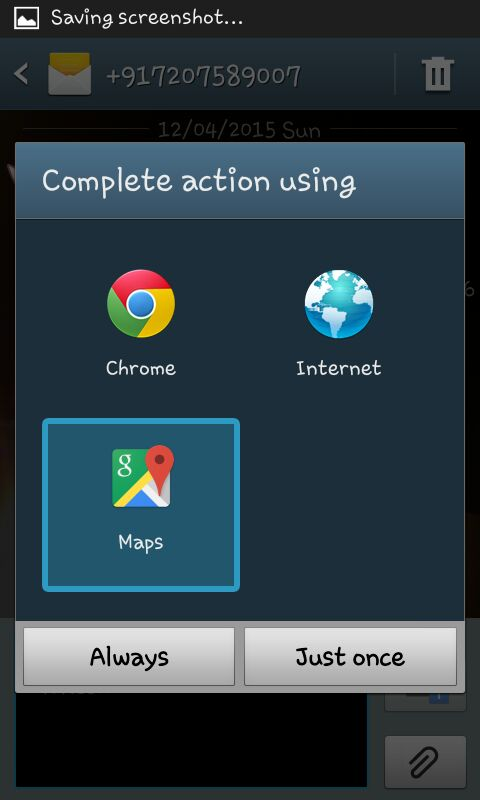 Saving screenshot...
+917207589007
12/04/2015 Sun
Complete action using
Chrome
Internet
g
Maps
Always
Just once